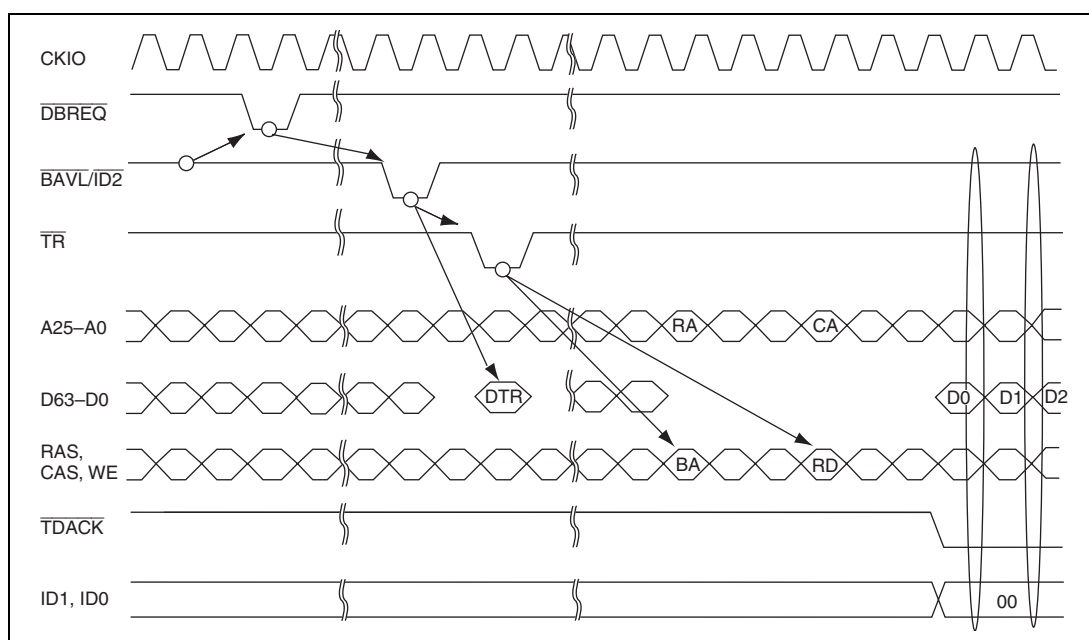 CKIO
DBREQ
BAVL/ID2
TR
A25–A0 RA CA
D63–D0 DTR D0 D1 D2
RAS,
CAS, WE BA RD
TDACK
ID1, ID0 00